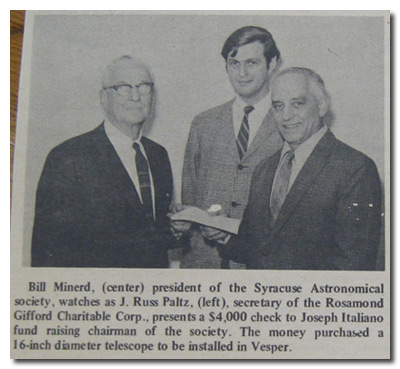 Bill Minerd, (center) president of the Syracuse Astronomical
society, watches as J. Russ Paltz, (left), secretary of the Rosamond
Gifford Charitable Corp., presents a $4,000 check to Joseph Italiano
fund raising chairman of the society. The money purchased a
16-inch diameter telescope to be installed in Vesper.